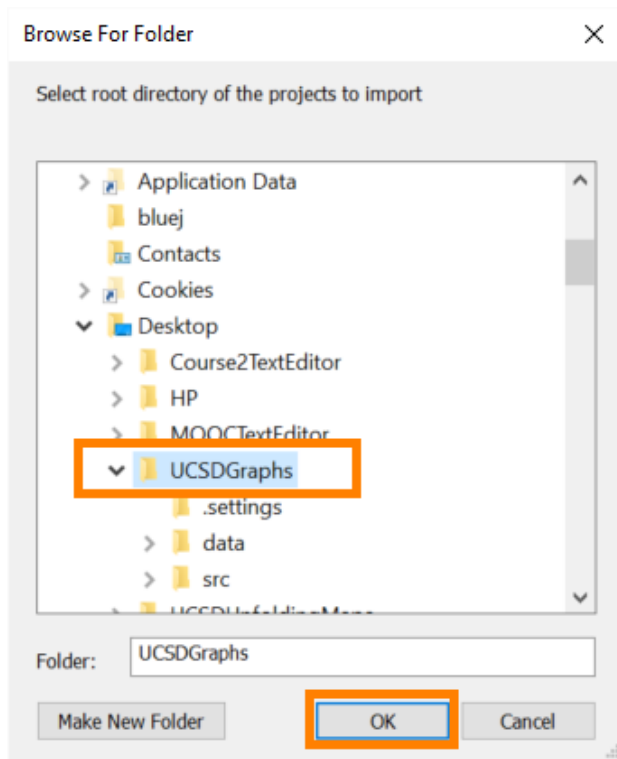 Browse For Folder
Select root directory of the projects to import
Application Data
bluej
Contacts
Cookies
Desktop
Course2TextEditor
HP
MOOCTextEditor
UCSDGraphs
.settings
data
src
UCSDUnfoldingMaps
Folder: UCSDGraphs
Make New Folder OK Cancel